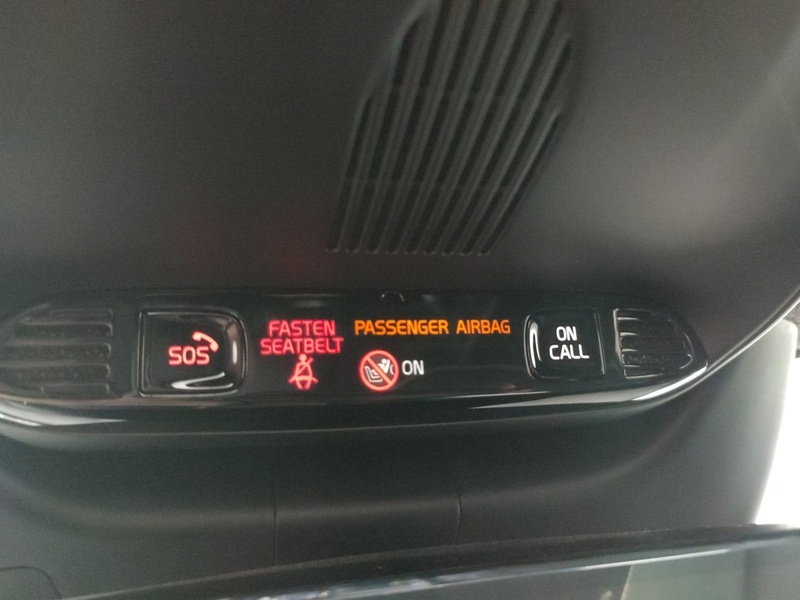 SOS
FASTEN
SEATBELT
PASSENGER AIRBAG
ON
ON
CALL